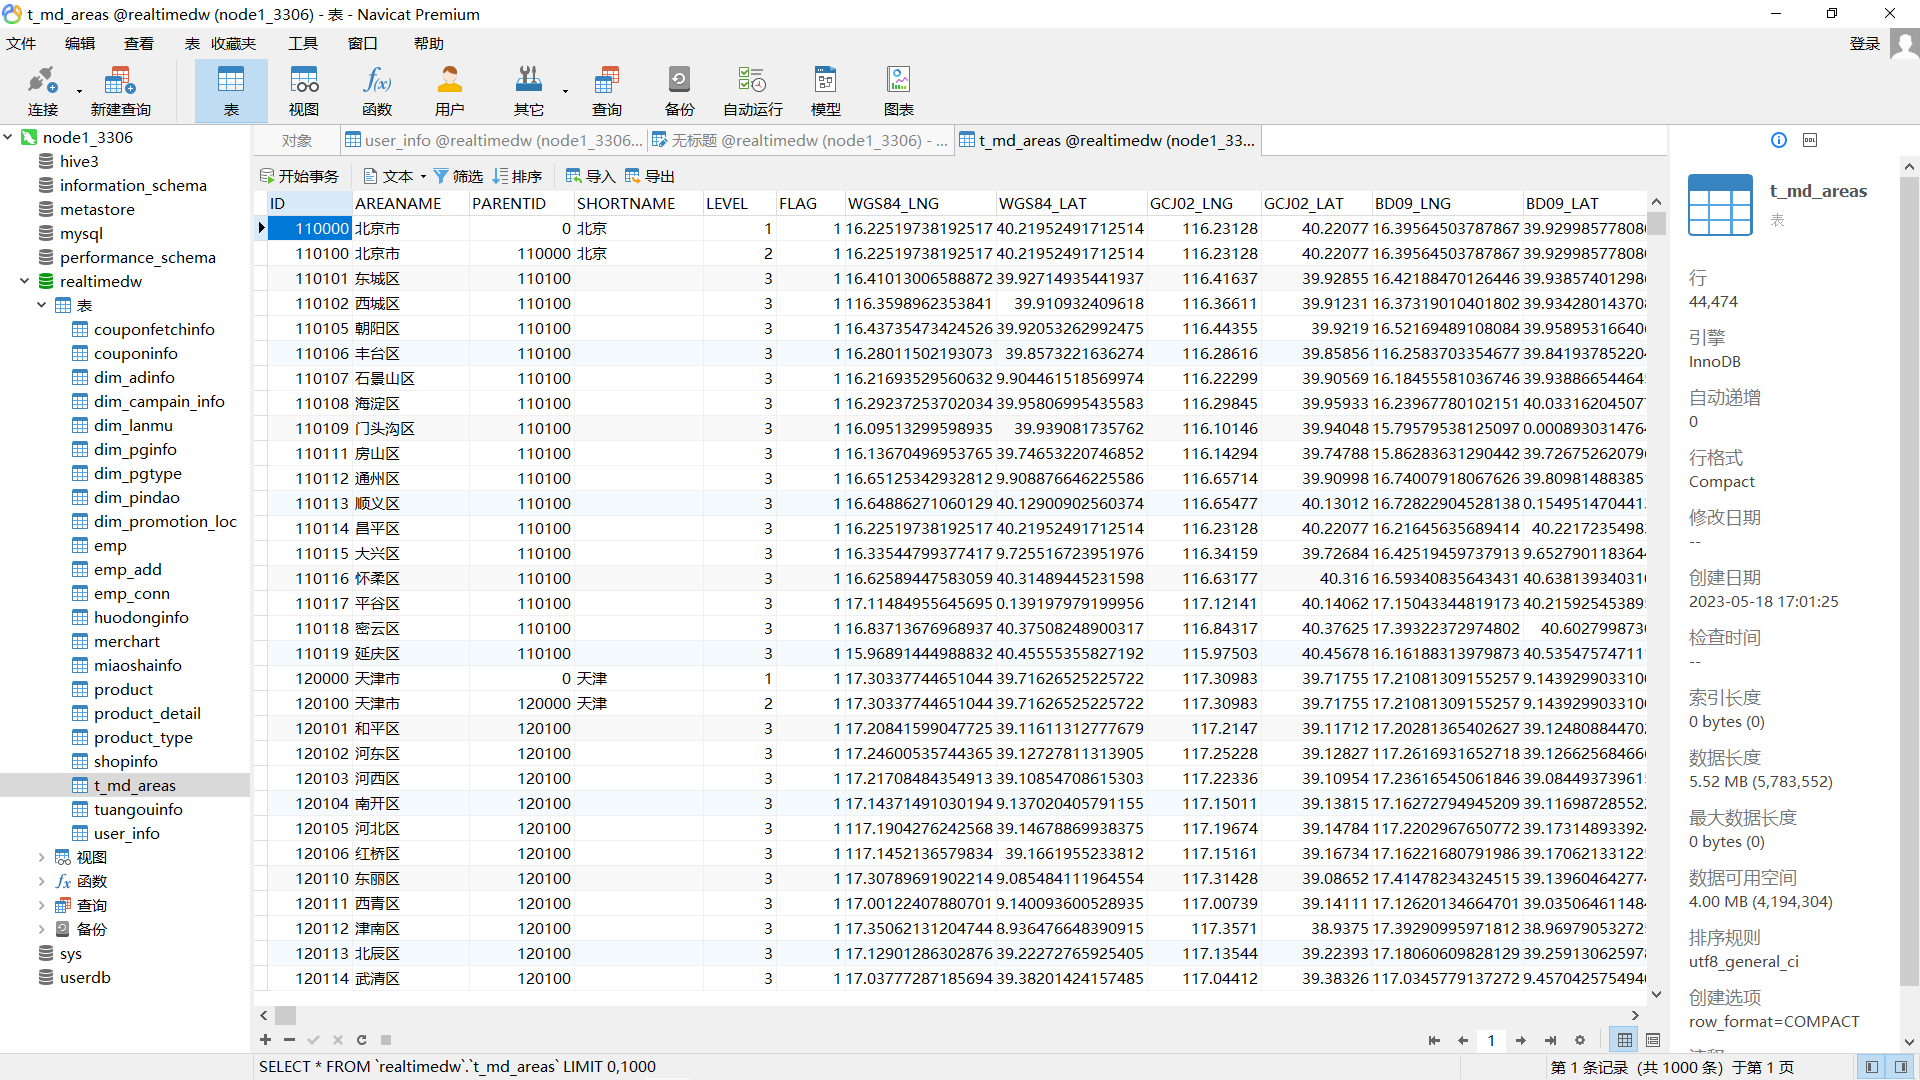 t_md_areas @realtimedw (node1_3306) - 表 - Navicat Premium
文件 编辑 查看 表 收藏夹 工具 窗口 帮助 登录
连接 新建查询 表 视图 函数 用户 其它 查询 备份 自动运行 模型 图表
node1_3306
hive3
information_schema
metastore
mysql
performance_schema
realtimedw
表
couponfetchinfo
couponinfo
dim_adinfo
dim_campain_info
dim_lanmu
dim_pginfo
dim_pgtype
dim_pindao
dim_promotion_loc
emp
emp_add
emp_conn
huodonginfo
merchart
miaoshainfo
product
product_detail
product_type
shopinfo
t_md_areas
tuangouinfo
user_info
视图
函数
查询
备份
sys
userdb
对象 user_info @realtimedw (node1_3306... 无标题 @realtimedw (node1_3306) - ... t_md_areas @realtimedw (node1_33...
开始事务 文本 筛选 排序 导入 导出
ID AREANAME PARENTID SHORTNAME LEVEL FLAG WGS84_LNG WGS84_LAT GCJ02_LNG GCJ02_LAT BD09_LNG BD09_LAT
110000 北京市 0 北京 1 1 16.22519738192517 40.21952491712514 116.23128 40.22077 16.39564503787867 39.92998577808
110100 北京市 110000 北京 2 1 16.22519738192517 40.21952491712514 116.23128 40.22077 16.39564503787867 39.92998577808
110101 东城区 110100 3 1 16.41013006588872 39.92714935441937 116.41637 39.92855 16.42188470126446 39.93857401298
110102 西城区 110100 3 1 116.3598962353841 39.910932409618 116.36611 39.91231 16.37319010401802 39.93428014370
110105 朝阳区 110100 3 1 16.43735473424526 39.92053262992475 116.44355 39.9219 16.52169489108084 39.95895316640
110106 丰台区 110100 3 1 16.28011502193073 39.8573221636274 116.28616 39.85856 116.2583703354677 39.84193785220
110107 石景山区 110100 3 1 16.21693529560632 9.904461518569974 116.22299 39.90569 16.18455581036746 39.93886654464
110108 海淀区 110100 3 1 16.29237253702034 39.95806995435583 116.29845 39.95933 16.23967780102151 40.03316204507
110109 门头沟区 110100 3 1 16.09513299598935 39.939081735762 116.10146 39.94048 15.79579538125097 0.000893031476
110111 房山区 110100 3 1 16.13670496953765 39.74653220746852 116.14294 39.74788 15.86283631290442 39.72675262079
110112 通州区 110100 3 1 16.65125342932812 9.908876646225586 116.65714 39.90998 16.74007918067626 39.80981488385
110113 顺义区 110100 3 1 16.64886271060129 40.12900902560374 116.65477 40.13012 16.72822904528138 0.154951470441
110114 昌平区 110100 3 1 16.22519738192517 40.21952491712514 116.23128 40.22077 16.21645635689414 40.2217235498
110115 大兴区 110100 3 1 16.33544799377417 9.725516723951976 116.34159 39.72684 16.42519459737913 9.652790118364
110116 怀柔区 110100 3 1 16.62589447583059 40.31489445231598 116.63177 40.316 16.59340835643431 40.63813934031
110117 平谷区 110100 3 1 17.11484955645695 0.139197979199956 117.12141 40.14062 17.15043344819173 40.21592545389
110118 密云区 110100 3 1 16.83713676968937 40.37508248900317 116.84317 40.37625 17.39322372974802 40.602799873
110119 延庆区 110100 3 1 15.96891444988832 40.45555355827192 115.97503 40.45678 16.16188313979873 40.53547574711
120000 天津市 0 天津 1 1 17.30337744651044 39.71626525225722 117.30983 39.71755 17.21081309155257 9.143929903310
120100 天津市 120000 天津 2 1 17.30337744651044 39.71626525225722 117.30983 39.71755 17.21081309155257 9.143929903310
120101 和平区 120100 3 1 17.20841599047725 39.11611312777679 117.2147 39.11712 17.20281365402627 39.12480884470
120102 河东区 120100 3 1 17.24600535744365 39.12727811313905 117.25228 39.12827 117.2616931652718 39.12662568466
120103 河西区 120100 3 1 17.21708484354913 39.10854708615303 117.22336 39.10954 17.23616545061846 39.08449373961
120104 南开区 120100 3 1 17.14371491030194 9.137020405791155 117.15011 39.13815 17.16272794945209 39.11698728552
120105 河北区 120100 3 1 117.1904276242568 39.14678869938375 117.19674 39.14784 117.2202967650772 39.17314893392
120106 红桥区 120100 3 1 117.1452136579834 39.1661955233812 117.15161 39.16734 17.16221680791986 39.17062133122
120110 东丽区 120100 3 1 17.30789691902214 9.085484111964554 117.31428 39.08652 17.41478234324515 39.13960464277
120111 西青区 120100 3 1 17.00122407880701 9.140093600528935 117.00739 39.14111 17.12620134664701 39.03506461148
120112 津南区 120100 3 1 17.35062131204744 8.936476648390915 117.3571 38.9375 17.39290995971812 38.96979053272
120113 北辰区 120100 3 1 17.12901286302876 39.22272765925405 117.13544 39.22393 17.18060609828129 39.25913062597
120114 武清区 120100 3 1 17.03777287185694 39.38201424157485 117.04412 39.38326 117.0345779137272 9.457042575494
1
SELECT * FROM `realtimedw`.`t_md_areas` LIMIT 0,1000
第 1 条记录 (共 1000 条) 于第 1 页
DDL
t_md_areas
表
行
44,474
引擎
InnoDB
自动递增
0
行格式
Compact
修改日期
--
创建日期
2023-05-18 17:01:25
检查时间
--
索引长度
0 bytes (0)
数据长度
5.52 MB (5,783,552)
最大数据长度
0 bytes (0)
数据可用空间
4.00 MB (4,194,304)
排序规则
utf8_general_ci
创建选项
row_format=COMPACT